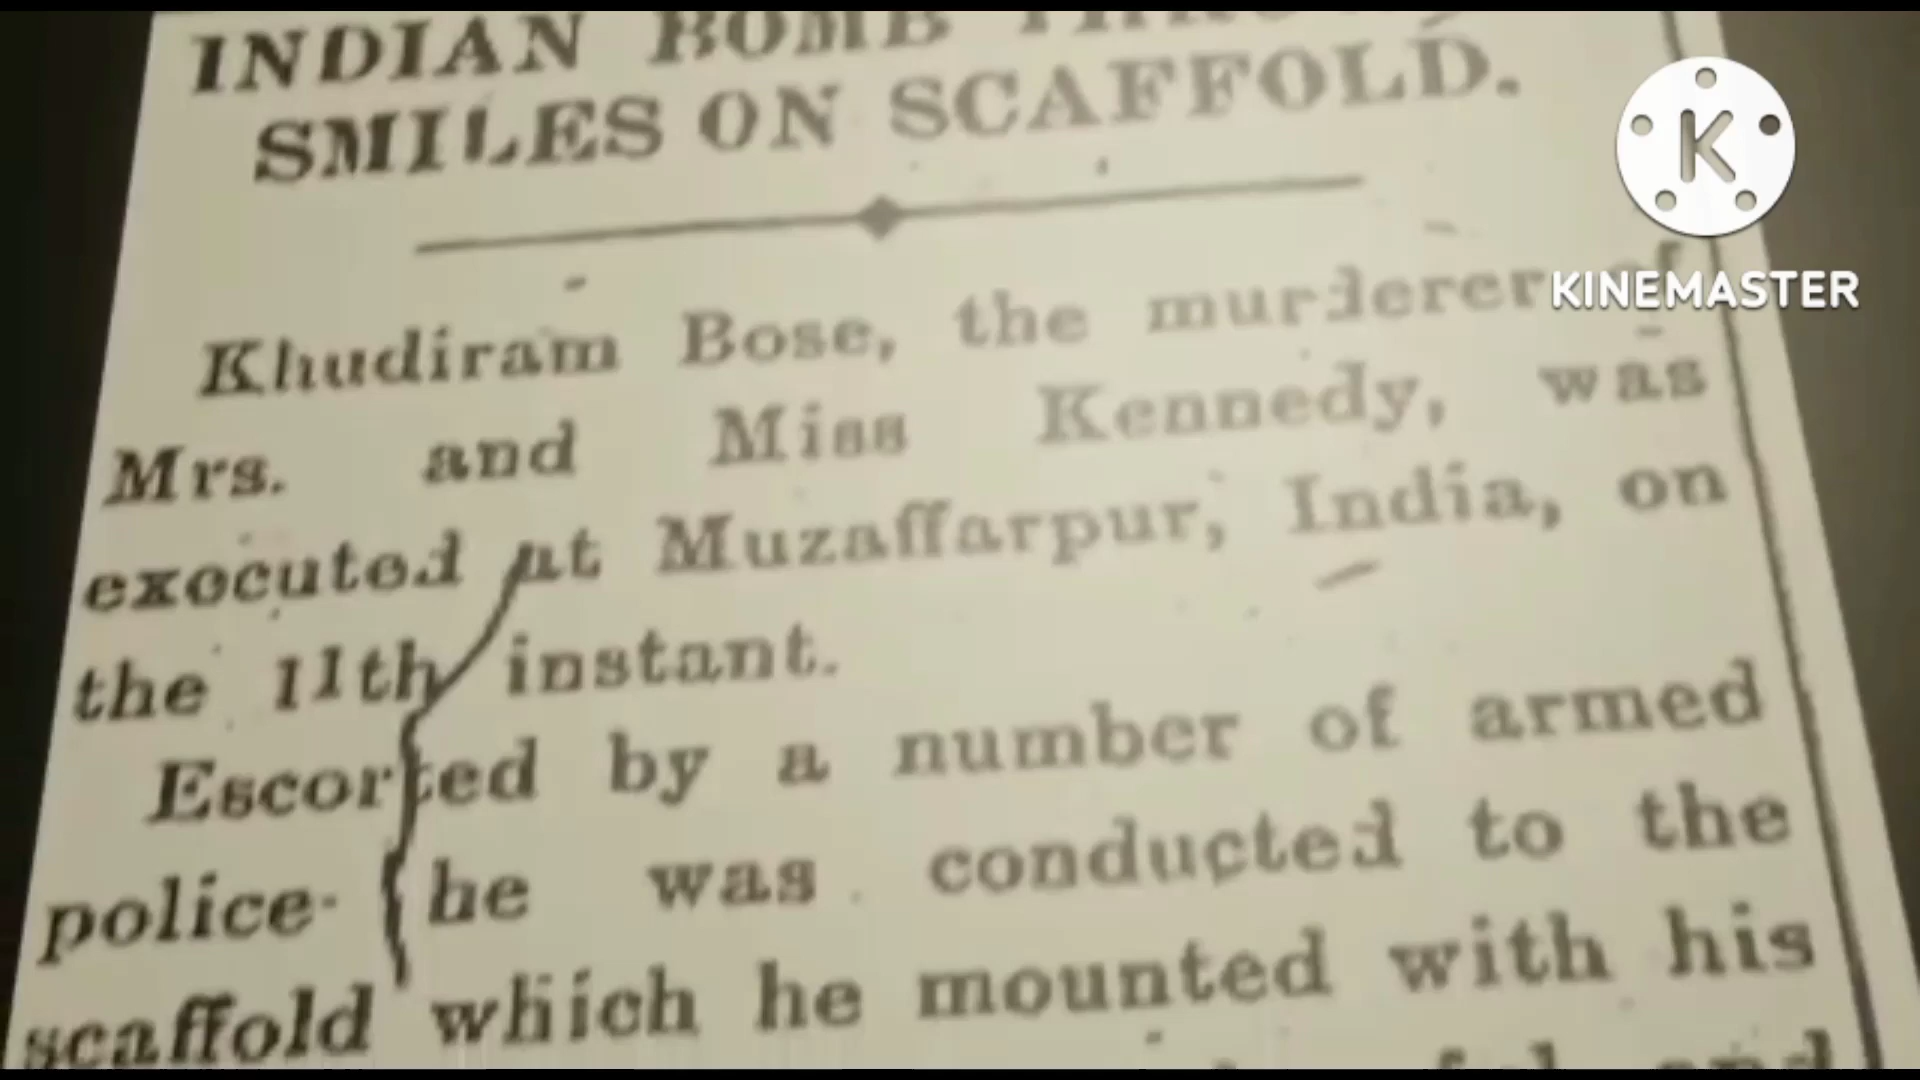 INDIAN BOMB
SMILES ON SCAFFOLD.
K
KINEMASTER
Khudiram Bose, the murderer of
Mrs. and Miss Kennedy, was
executed at Muzaffarpur, India, on
the 11th instant.
Escorted by a number of armed
police he was conducted to the
scaffold which he mounted with his
and